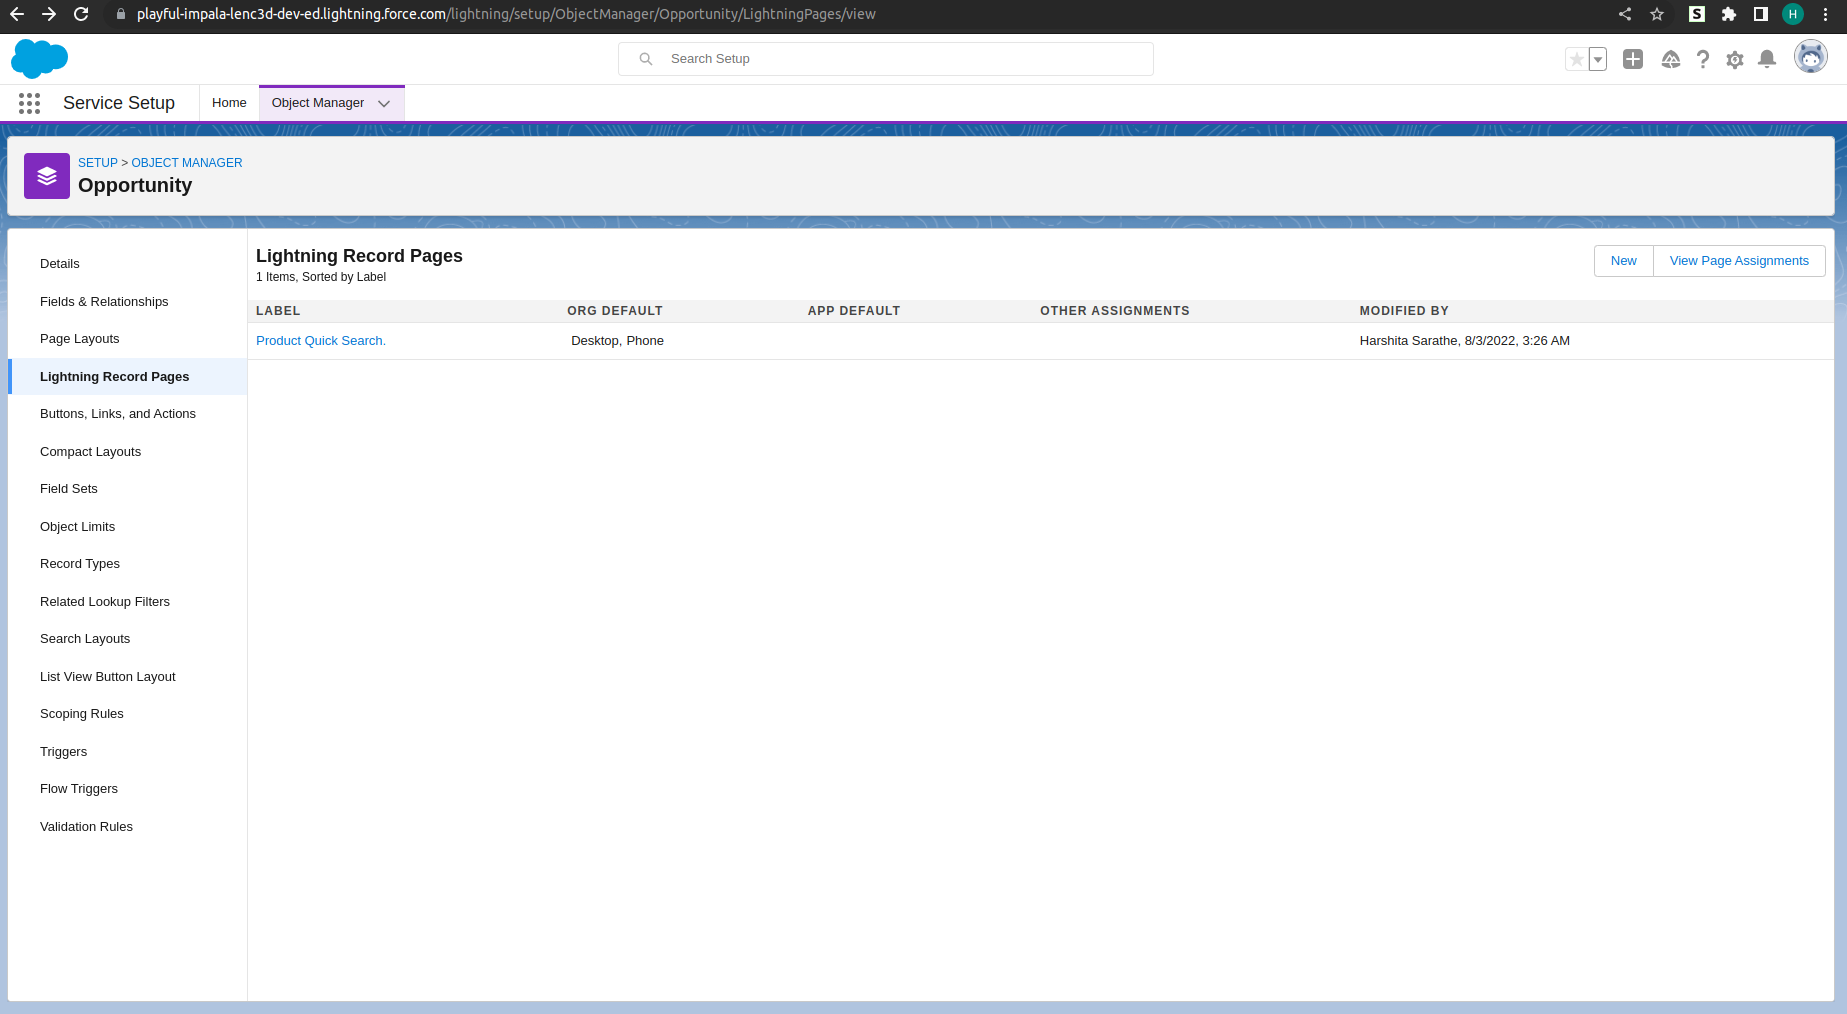 playful-impala-lenc3d-dev-ed.lightning.force.com/lightning/setup/ObjectManager/Opportunity/LightningPages/view
S
H
Search Setup
Service Setup
Home
Object Manager
SETUP > OBJECT MANAGER
Opportunity
Details
Fields & Relationships
Page Layouts
Lightning Record Pages
Buttons, Links, and Actions
Compact Layouts
Field Sets
Object Limits
Record Types
Related Lookup Filters
Search Layouts
List View Button Layout
Scoping Rules
Triggers
Flow Triggers
Validation Rules
Lightning Record Pages
1 Items, Sorted by Label
New
View Page Assignments
LABEL ORG DEFAULT APP DEFAULT OTHER ASSIGNMENTS MODIFIED BY
Product Quick Search. Desktop, Phone Harshita Sarathe, 8/3/2022, 3:26 AM